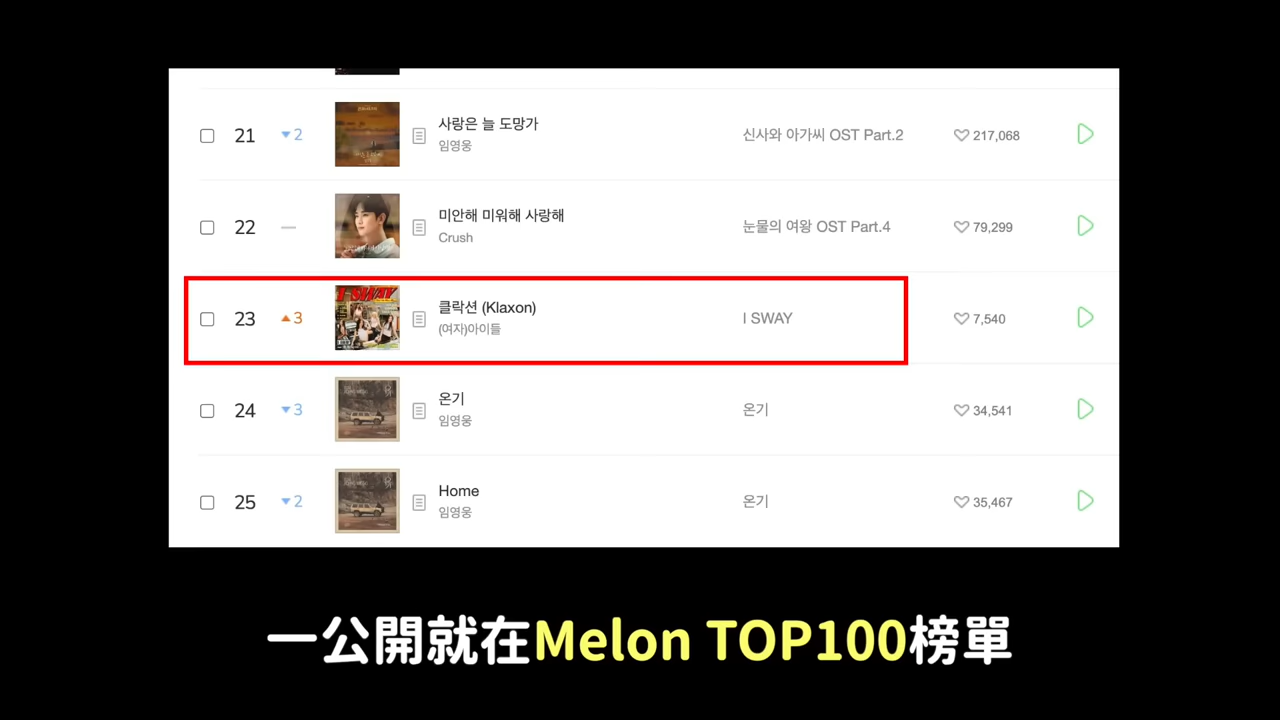 21 2 사랑은 늘 도망가 신사와 아가씨 OST Part.2 217,068
임영웅
22 미안해 미워해 사랑해 눈물의 여왕 OST Part.4 79,299
Crush
I-SWAY
23 3 클락션 (Klaxon) I SWAY 7,540
(여자)아이들
24 3 온기 온기 34,541
임영웅
25 2 Home 온기 35,467
임영웅
一公開就在Melon TOP100榜單